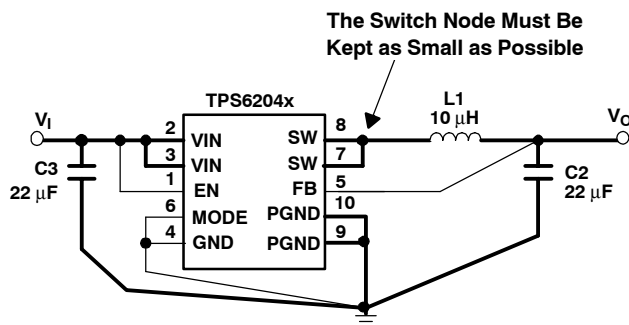 The Switch Node Must Be
Kept as Small as Possible
TPS6204x
L1
10 μH
VI
VO
2 VIN SW 8
3 VIN SW 7
1 EN FB 5
6 MODE PGND 10
4 GND PGND 9
C3
22 μF
C2
22 μF